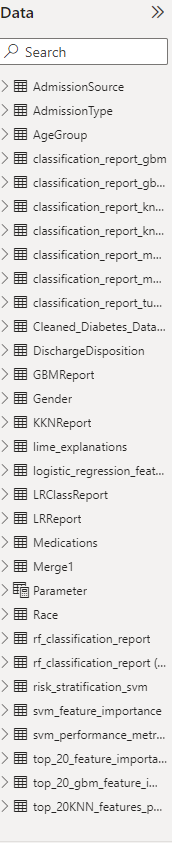 Data
Search
AdmissionSource
AdmissionType
AgeGroup
classification_report_gbm
classification_report_gb...
classification_report_kn...
classification_report_kn...
classification_report_m...
classification_report_m...
classification_report_tu...
Cleaned_Diabetes_Data...
DischargeDisposition
GBMReport
Gender
KKNReport
lime_explanations
logistic_regression_feat...
LRClassReport
LRReport
Medications
Merge1
Parameter
Race
rf_classification_report
rf_classification_report (...
risk_stratification_svm
svm_feature_importance
svm_performance_metr...
top_20_feature_importa...
top_20_gbm_feature_i...
top_20KNN_features_p...